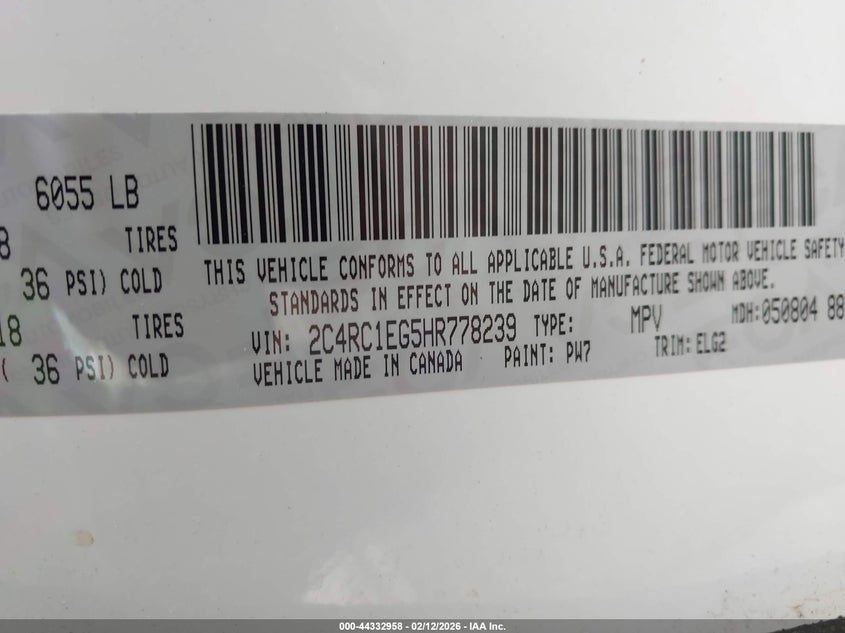 6055 LB
8 TIRES
36 PSI) COLD
18 TIRES
( 36 PSI) COLD
THIS VEHICLE CONFORMS TO ALL APPLICABLE U.S.A. FEDERAL MOTOR VEHICLE SAFETY
STANDARDS IN EFFECT ON THE DATE OF MANUFACTURE SHOWN ABOVE.
VIN: 2C4RC1EG5HR778239 TYPE: MPV MDH:050804 88
VEHICLE MADE IN CANADA PAINT: PW7 TRIM: ELG2
000-44332958 - 02/12/2026 - IAA Inc.